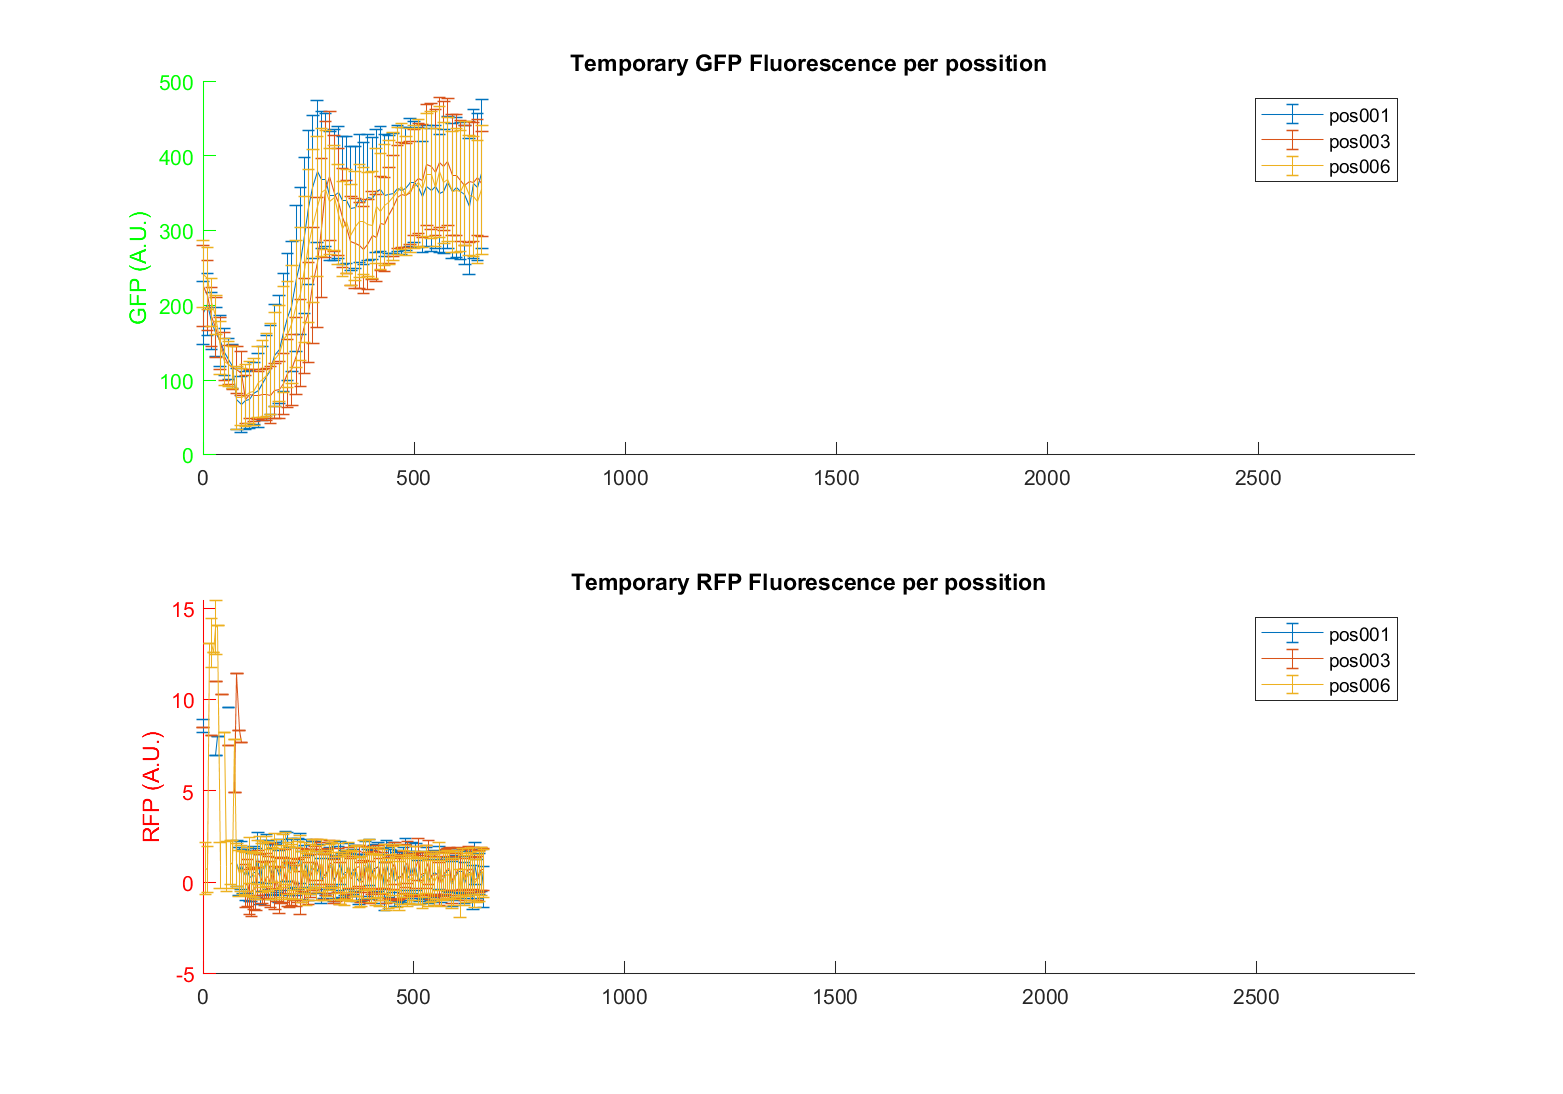 Temporary GFP Fluorescence per possition
500
400
300
200
100
0
GFP (A.U.)
0 500 1000 1500 2000 2500
pos001
pos003
pos006
Temporary RFP Fluorescence per possition
15
10
5
0
-5
RFP (A.U.)
0 500 1000 1500 2000 2500
pos001
pos003
pos006